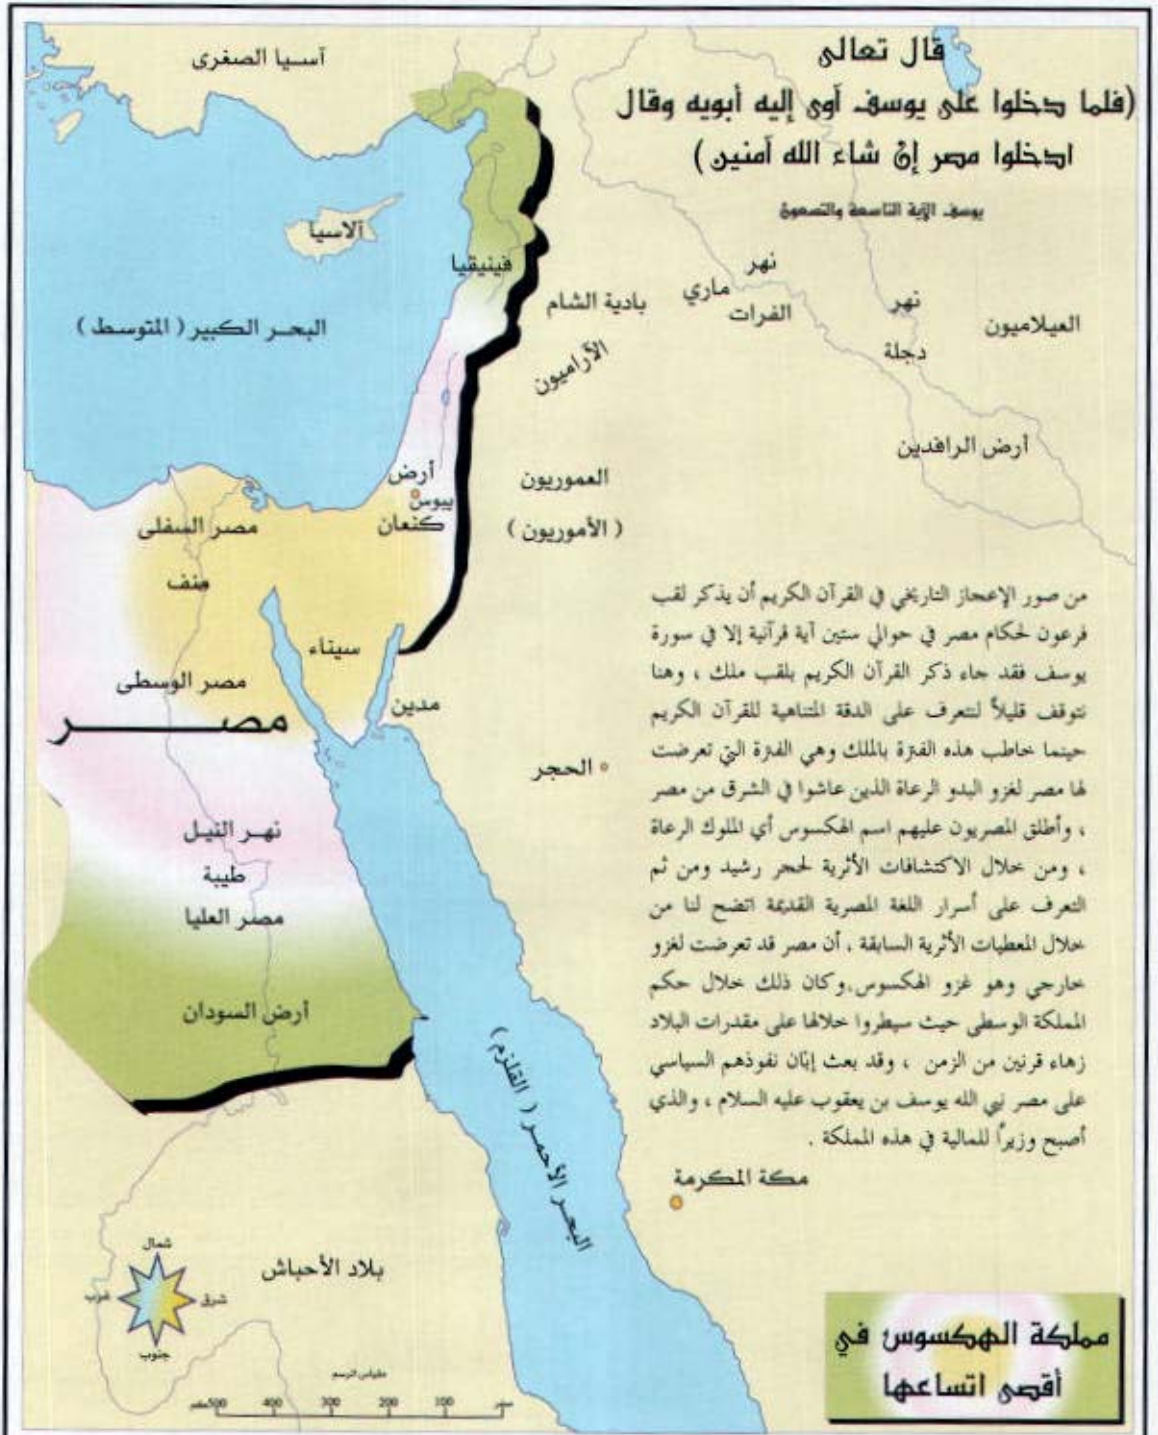 قال تعالى
(فلما دخلوا على يوسف آوى إليه أبويه وقال
ادخلوا مصر إن شاء الله آمنين )
يوسف الآية التاسعة والتسعون
آسيا الصغرى
آلاسيا
فينيقيا
البحر الكبير ( المتوسط )
بادية الشام
الآراميون
نهر
الفرات
ماري
نهر
دجلة
العيلاميون
أرض الرافدين
العموريون
( الأموريون )
أرض
يبوس
كنعان
مصر السفلى
منف
سيناء
مصر الوسطى
مصر
مدين
الحجر
نهر النيل
طيبة
مصر العليا
أرض السودان
البحر الأحمر ( القلزم )
من صور الإعجاز التاريخي في القرآن الكريم أن يذكر لقب
فرعون لحكام مصر في حوالي ستين آية قرآنية إلا في سورة
يوسف فقد جاء ذكر القرآن الكريم بلقب ملك ، وهنا
نتوقف قليلاً لنتعرف على الدقة المتناهية للقرآن الكريم
حينما خاطب هذه الفترة بالملك وهي الفترة التي تعرضت
لها مصر لغزو البدو الرعاة الذين عاشوا في الشرق من مصر
، وأطلق المصريون عليهم اسم الهكسوس أي الملوك الرعاة
، ومن خلال الاكتشافات الأثرية لحجر رشيد ومن ثم
التعرف على أسرار اللغة المصرية القديمة اتضح لنا من
خلال المعطيات الأثرية السابقة ، أن مصر قد تعرضت لغزو
خارجي وهو غزو الهكسوس،وكان ذلك خلال حكم
المملكة الوسطى حيث سيطروا خلالها على مقدرات البلاد
زهاء قرنين من الزمن ، وقد بعث إبّان نفوذهم السياسي
على مصر نبي الله يوسف بن يعقوب عليه السلام ، والذي
أصبح وزيراً للمالية في هذه المملكة .
مكة المكرمة
بلاد الأحباش
شمال
شرق
غرب
جنوب
مقياس الرسم
500 400 300 200 100
مملكة الهكسوس في
أقصى اتساعها